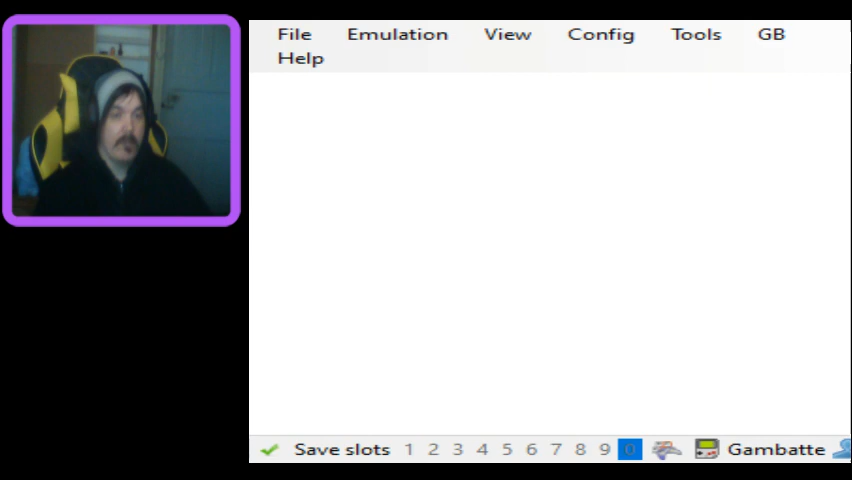 File Emulation View Config Tools GB
Help
Save slots 1 2 3 4 5 6 7 8 9 0 Gambatte